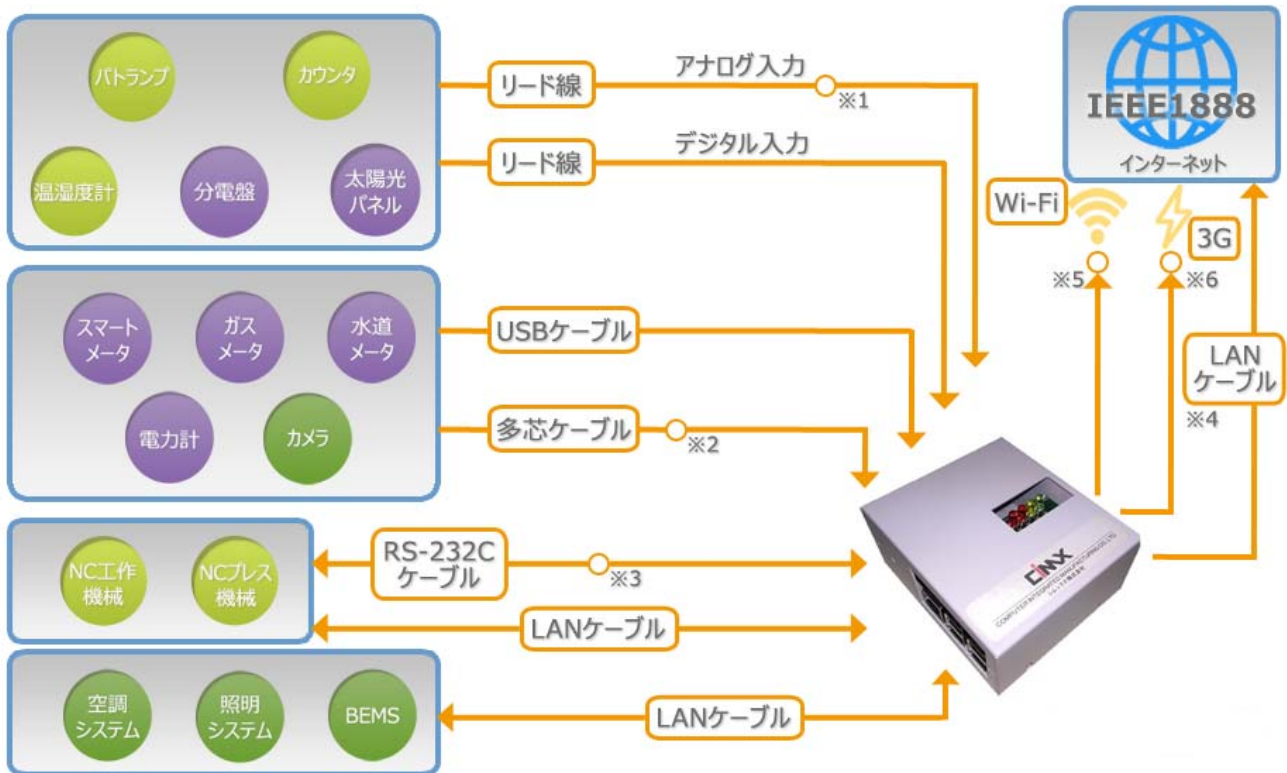 パトランプ
カウンタ
温湿度計
分電盤
太陽光
パネル
リード線
アナログ入力
※1
リード線
デジタル入力
IEEE1888
インターネット
Wi-Fi
3G
※5
※6
LAN
ケーブル
※4
スマート
メータ
ガス
メータ
水道
メータ
電力計
カメラ
USBケーブル
多芯ケーブル
※2
NC工作
機械
NCプレス
機械
RS-232C
ケーブル
※3
LANケーブル
空調
システム
照明
システム
BEMS
LANケーブル
CIMX
COMPUTER INTEGRATED MANUFACTURING CO.,LTD